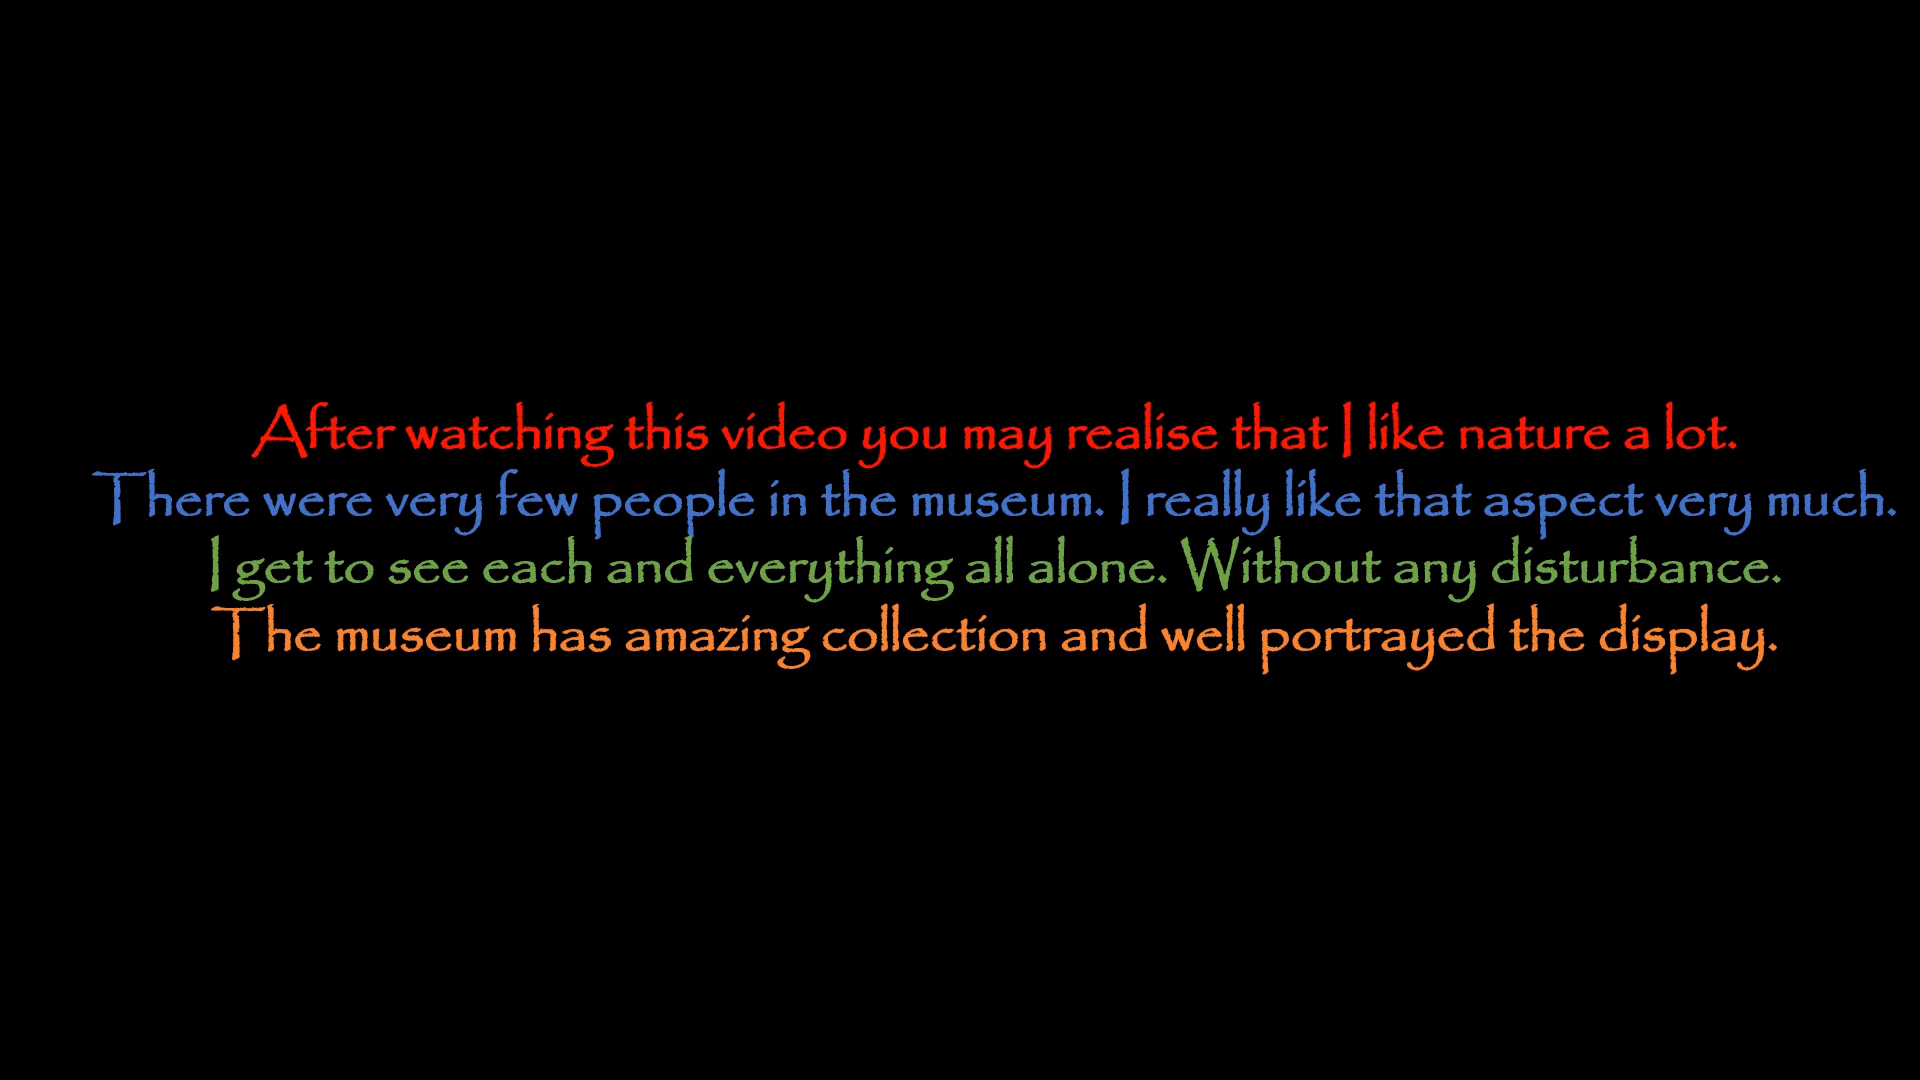 After watching this video you may realise that I like nature a lot.
There were very few people in the museum. I really like that aspect very much.
I get to see each and everything all alone. Without any disturbance.
The museum has amazing collection and well portrayed the display.